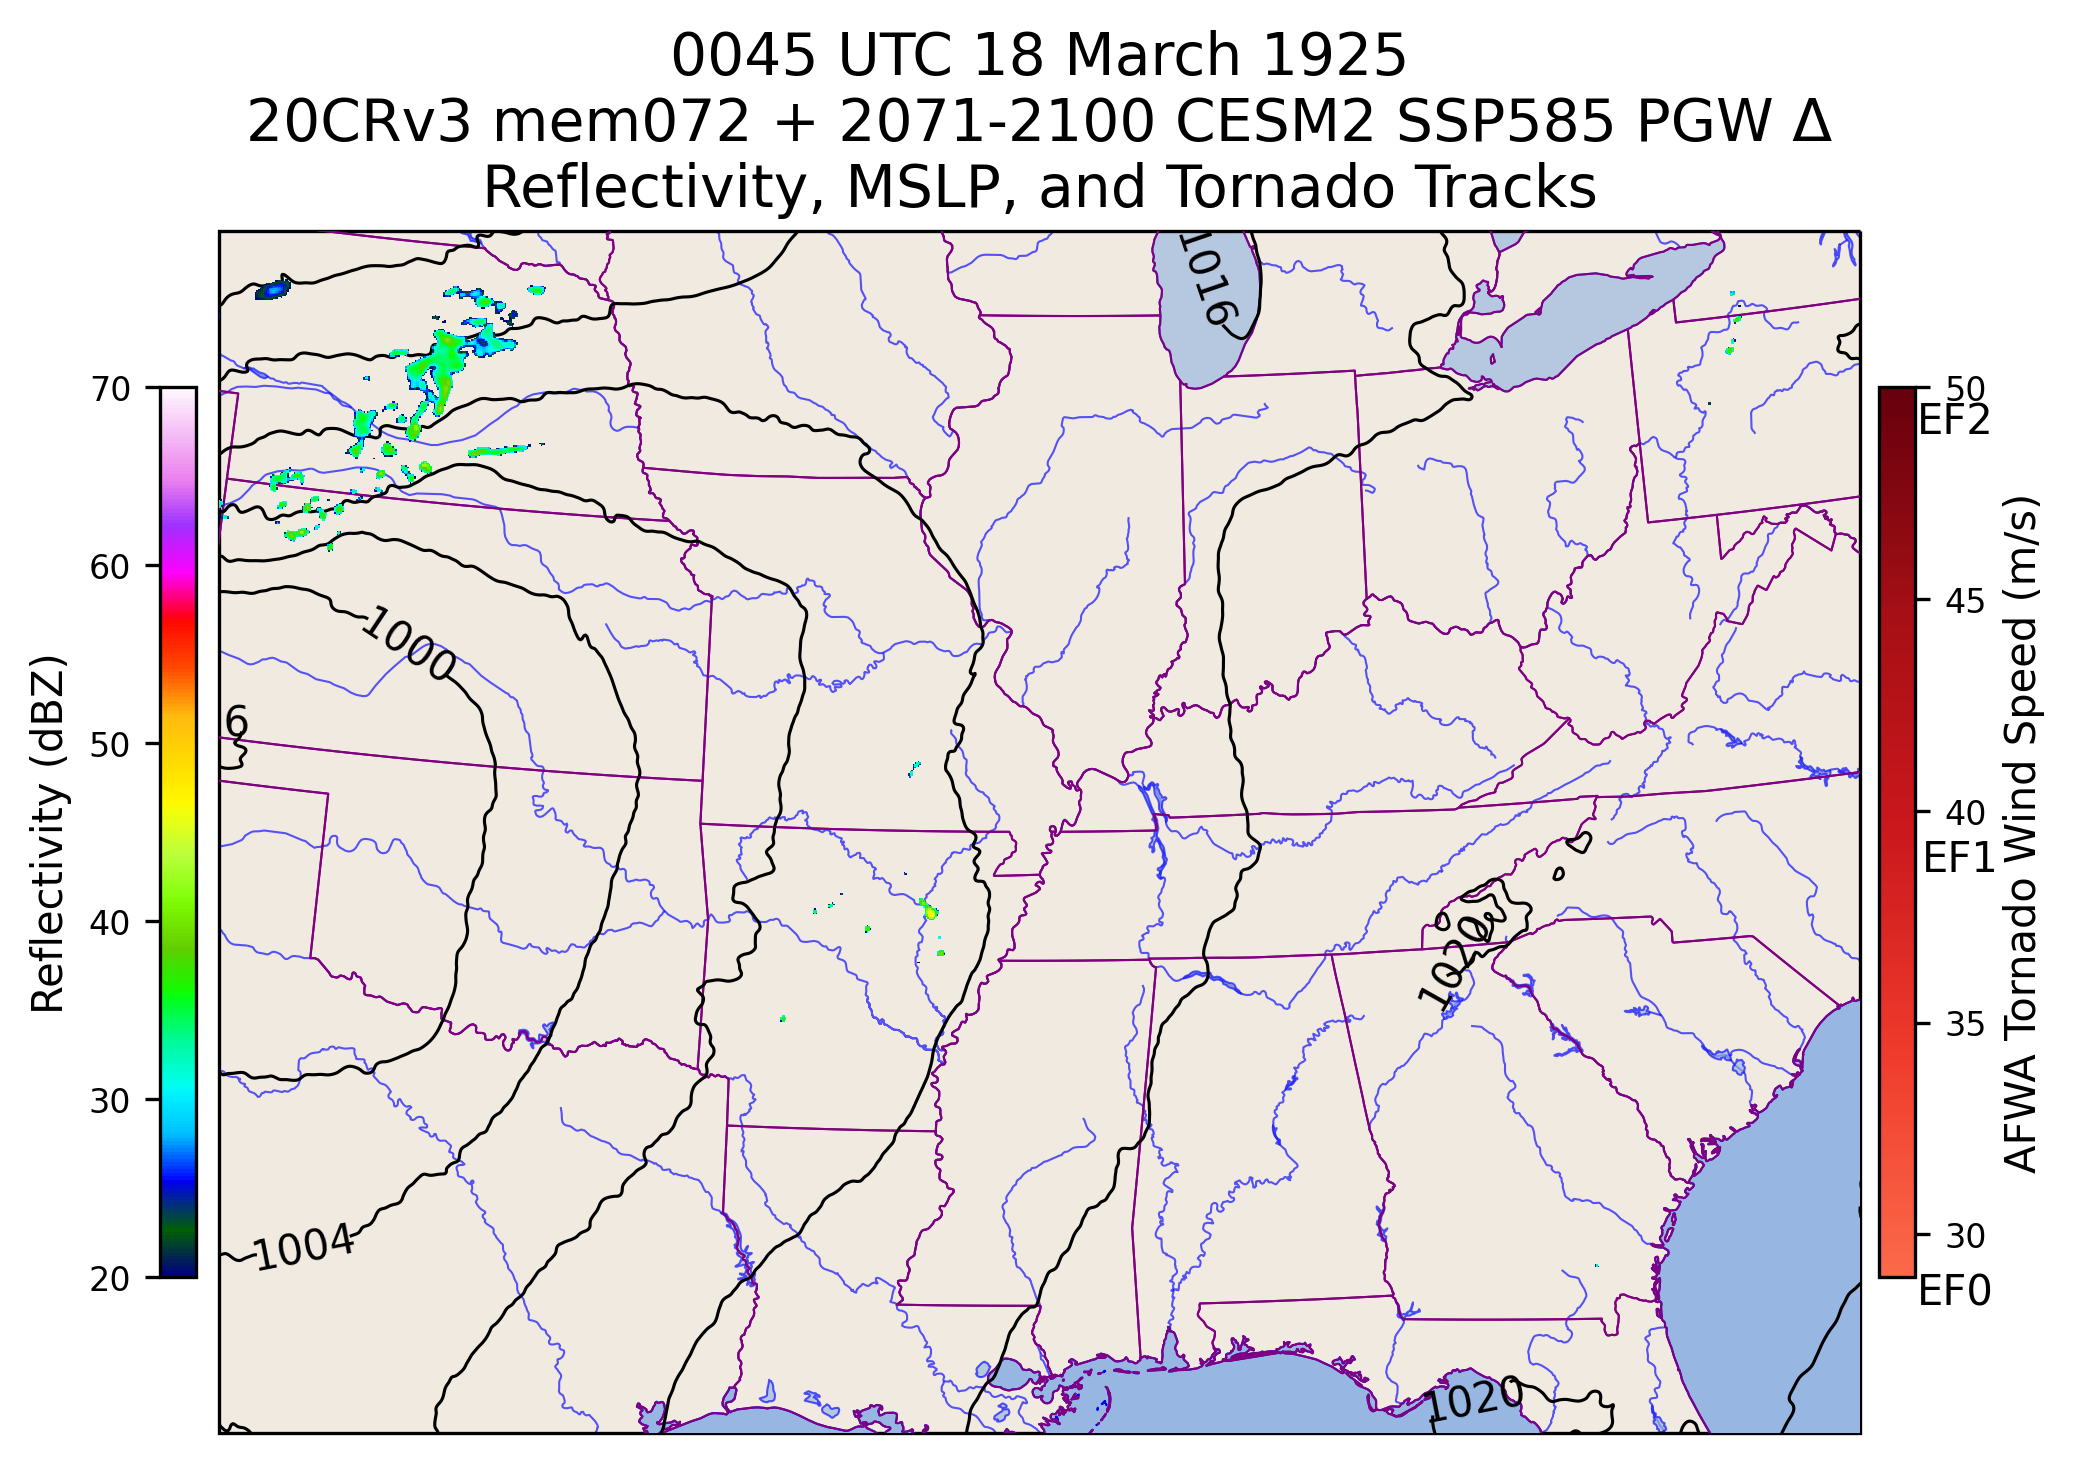 0045 UTC 18 March 1925
20CRv3 mem072 + 2071-2100 CESM2 SSP585 PGW Δ
Reflectivity, MSLP, and Tornado Tracks
1016
1000
6
1020
1004
1020
Reflectivity (dBZ)
70
60
50
40
30
20
50
EF2
45
40
EF1
35
30
EF0
AFWA Tornado Wind Speed (m/s)